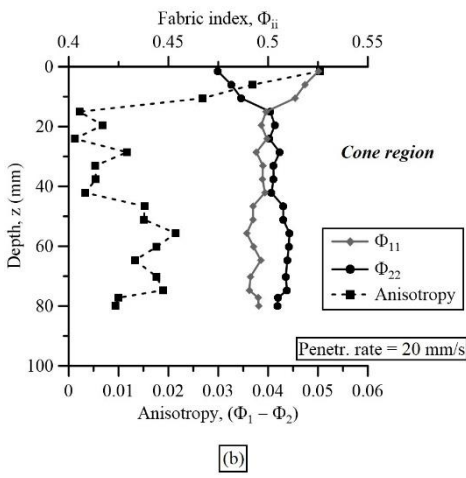 Fabric index, Φii
0.4 0.45 0.5 0.55
Depth, z (mm)
0
20
40
60
80
100
Cone region
Φ11
Φ22
Anisotropy
Penetr. rate = 20 mm/s
0 0.01 0.02 0.03 0.04 0.05 0.06
Anisotropy, (Φ1 − Φ2)
(b)